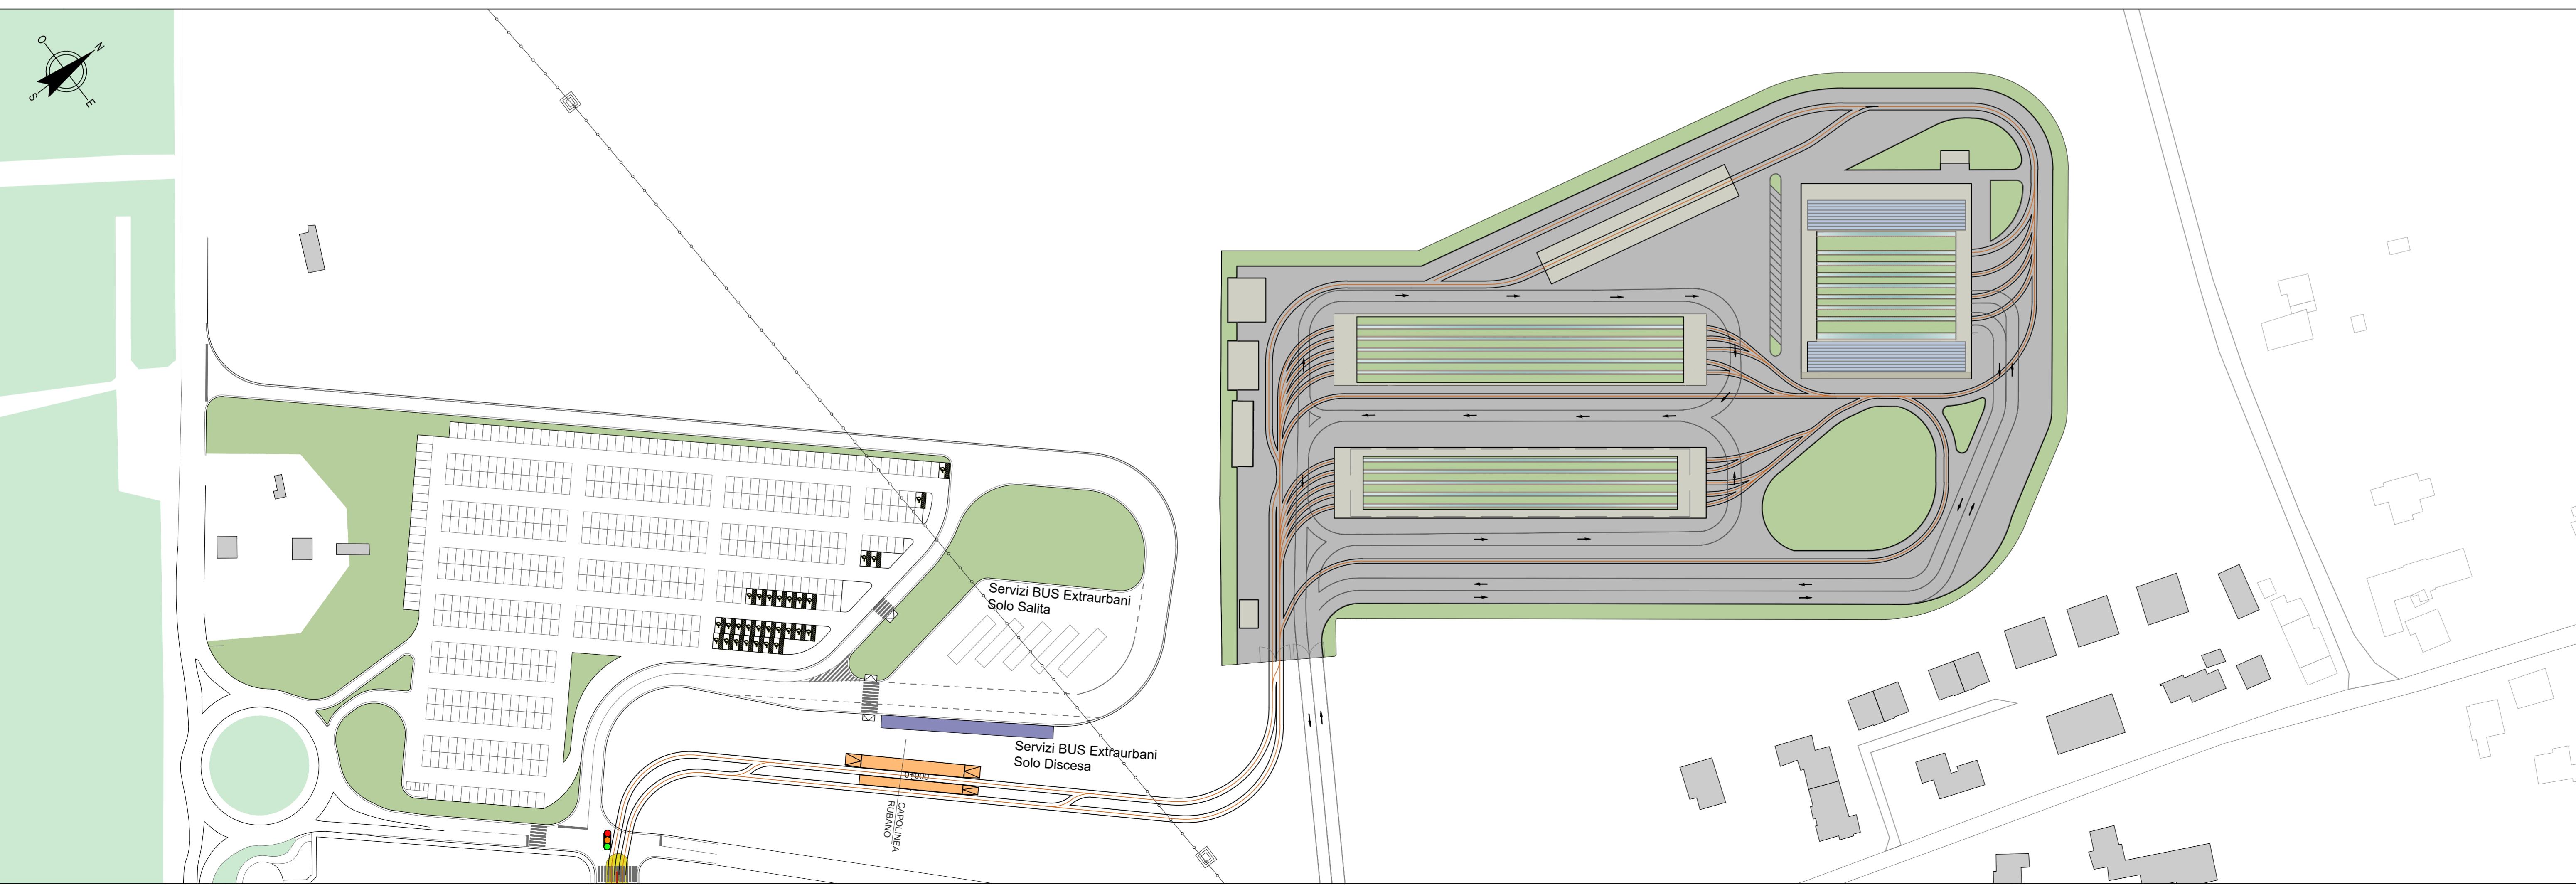 O
N
S
E
Servizi BUS Extraurbani
Solo Salita
Servizi BUS Extraurbani
Solo Discesa
0+000
CAPOLINEA
RUBANO